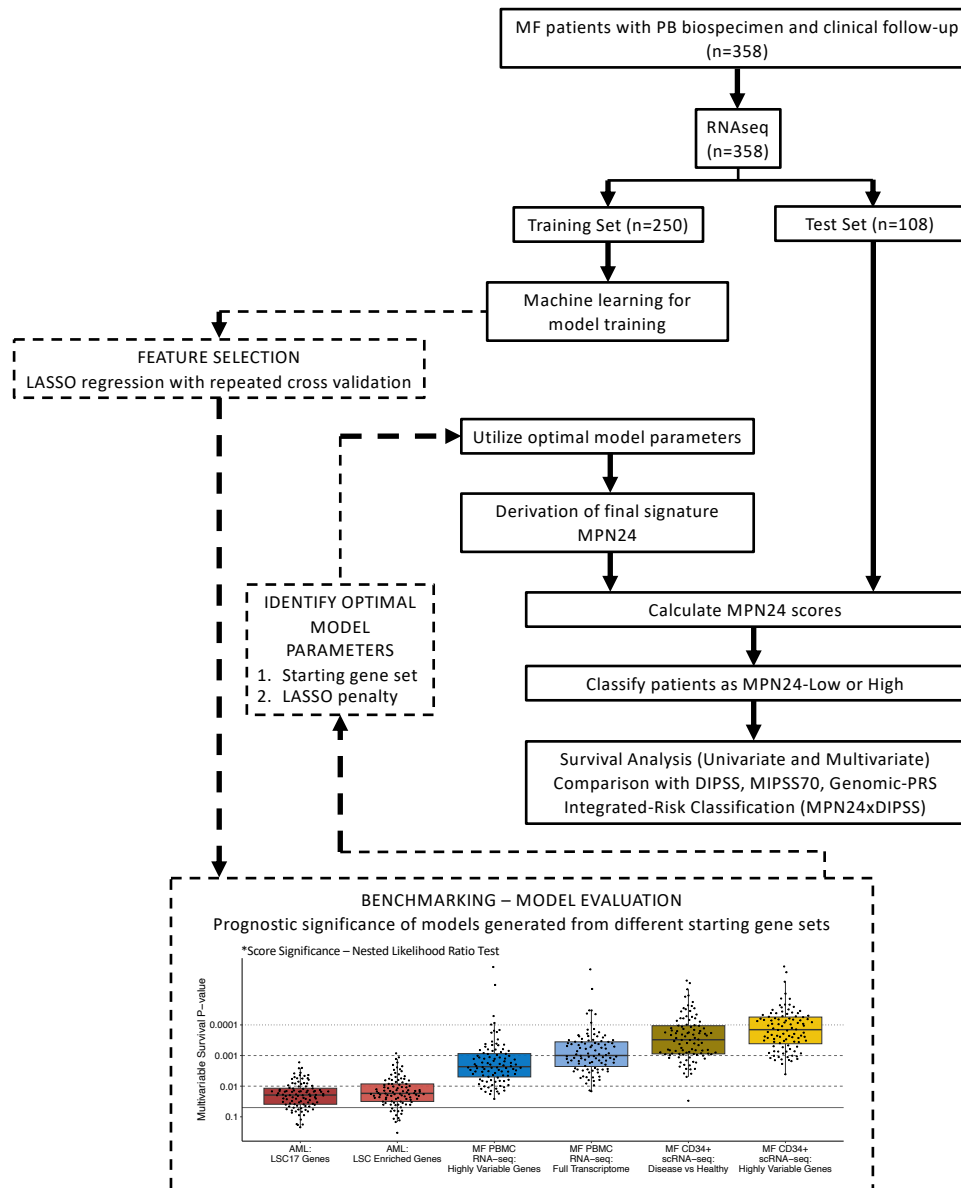 MF patients with PB biospecimen and clinical follow-up
(n=358)
RNAseq
(n=358)
Training Set (n=250)
Test Set (n=108)
Machine learning for
model training
FEATURE SELECTION
LASSO regression with repeated cross validation
Utilize optimal model parameters
Derivation of final signature
MPN24
IDENTIFY OPTIMAL
MODEL
PARAMETERS
1. Starting gene set
2. LASSO penalty
Calculate MPN24 scores
Classify patients as MPN24-Low or High
Survival Analysis (Univariate and Multivariate)
Comparison with DIPSS, MIPSS70, Genomic-PRS
Integrated-Risk Classification (MPN24xDIPSS)
BENCHMARKING – MODEL EVALUATION
Prognostic significance of models generated from different starting gene sets
*Score Significance – Nested Likelihood Ratio Test
Multivariable Survival P-value
0.0001
0.001
0.01
0.1
AML:
LSC17 Genes
AML:
LSC Enriched Genes
MF PBMC
RNA-seq:
Highly Variable Genes
MF PBMC
RNA-seq:
Full Transcriptome
MF CD34+
scRNA-seq:
Disease vs Healthy
MF CD34+
scRNA-seq:
Highly Variable Genes